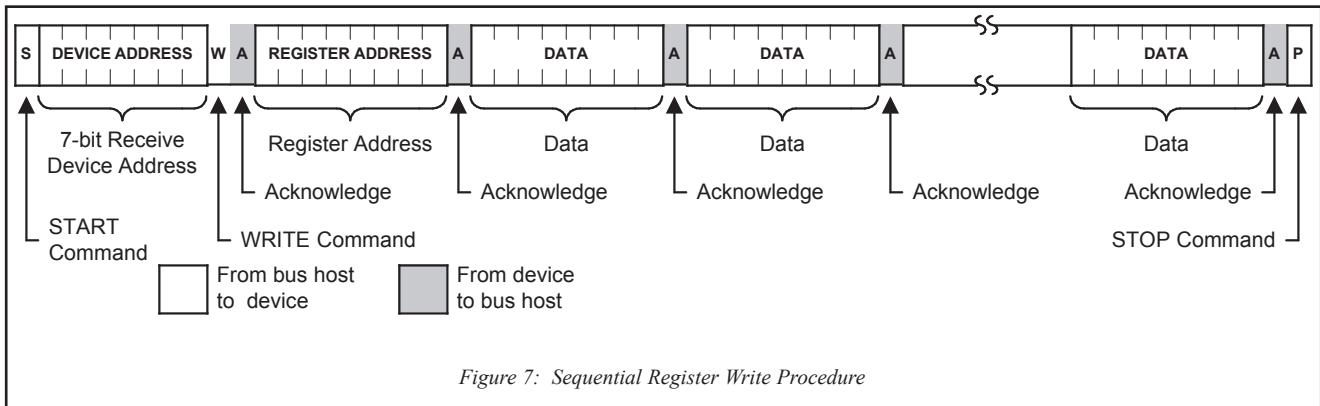 S DEVICE ADDRESS W A REGISTER ADDRESS A DATA A DATA A DATA A P
7-bit Receive
Device Address
Register Address
Data
Data
Data
Acknowledge
Acknowledge
Acknowledge
Acknowledge
Acknowledge
START
Command
WRITE Command
STOP Command
From bus host
to device
From device
to bus host
Figure 7: Sequential Register Write Procedure